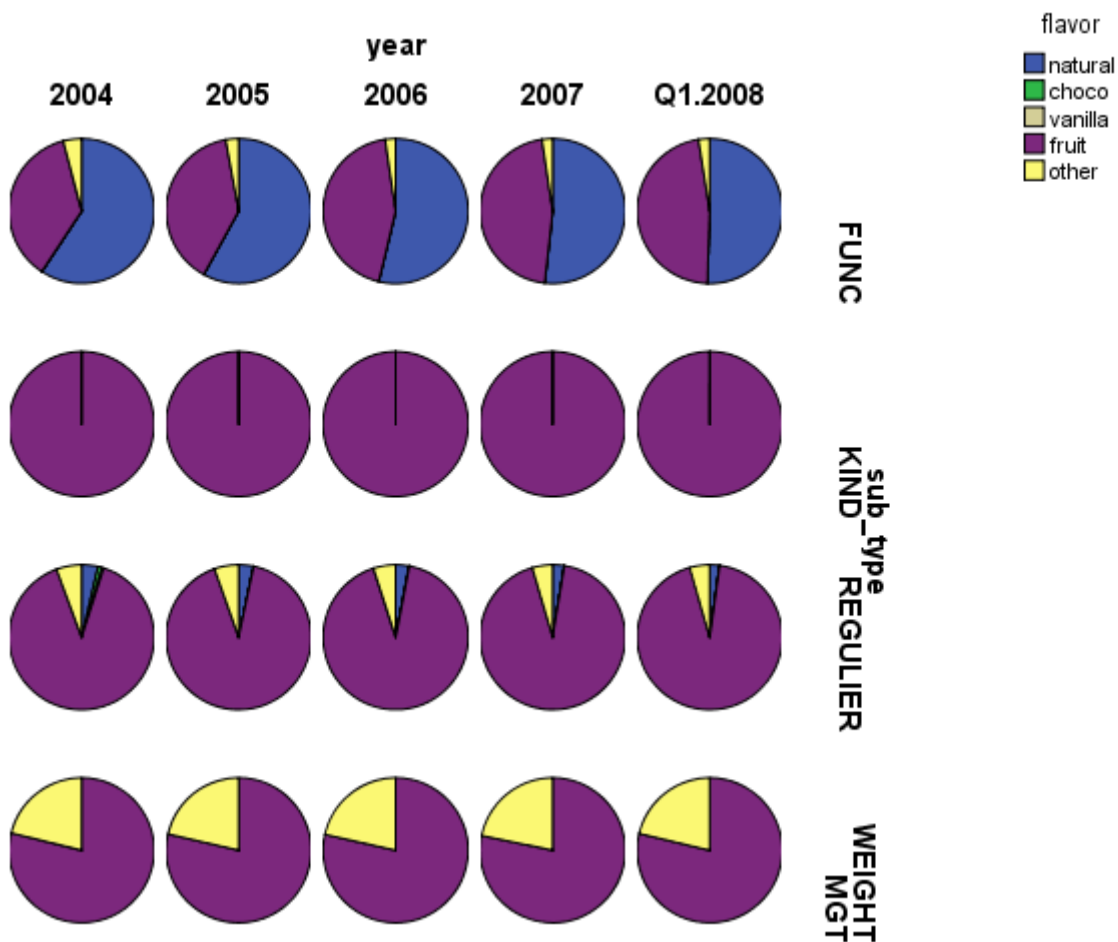 year
2004 2005 2006 2007 Q1.2008
flavor
natural
choco
vanilla
fruit
other
sub_type
FUNC
KIND
REGULIER
WEIGHT
MGT